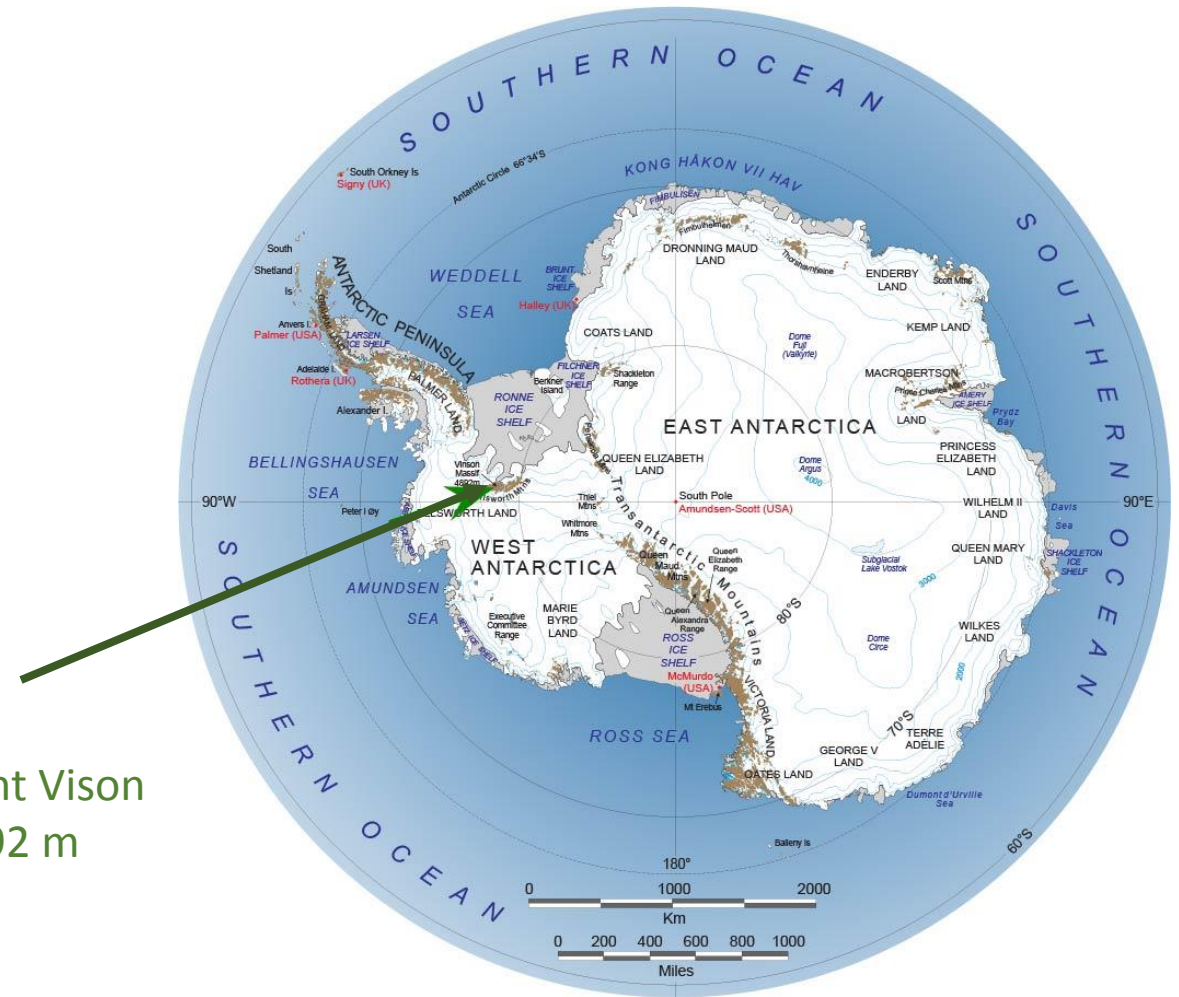 SOUTHERN OCEAN
SOUTHERN OCEAN
SOUTHERN OCEAN
Antarctic Circle 66°34'S
KONG HÅKON VII HAV
South Orkney Is
Signy (UK)
FIMBULISEN
Fimbulheimen
DRONNING MAUD
LAND
Thorshavnheine
ENDERBY
LAND
Scott Mtns
South
Shetland
Is
ANTARCTIC PENINSULA
WEDDELL
SEA
BRUNT
ICE
SHELF
Halley (UK)
Anvers I.
Palmer (USA)
LARSEN
ICE SHELF
COATS LAND
Dome
Fuji
(Valkyrie)
KEMP LAND
Adelaide I.
Rothera (UK)
PALMER LAND
Alexander I.
RONNE
ICE
SHELF
Berkner
Island
FILCHNER
ICE
SHELF
Shackleton
Range
MACROBERTSON
LAND
Prince Charles Mtns
AMERY
ICE SHELF
Prydz
Bay
EAST ANTARCTICA
PRINCESS
ELIZABETH
LAND
BELLINGSHAUSEN
SEA
Vinson
Massif
4892m
QUEEN ELIZABETH
LAND
Dome
Argus
4000
90°W
Peter I Øy
ELLSWORTH LAND
Thiel
Mtns
South Pole
Amundsen-Scott (USA)
WILHELM II
LAND
Davis
Sea
90°E
WEST
ANTARCTICA
Whitmore
Mtns
Transantarctic Mountains
Queen
Maud
Mtns
Queen
Elizabeth
Range
Subglacial
Lake Vostok
QUEEN MARY
LAND
SHACKLETON
ICE
SHELF
3000
AMUNDSEN
SEA
Executive
Committee
Range
MARIE
BYRD
LAND
Queen
Alexandra
Range
80°S
ROSS
ICE
SHELF
Dome
Circe
WILKES
LAND
2000
McMurdo
(USA)
Mt Erebus
VICTORIA LAND
70°S
ROSS SEA
TERRE
ADÉLIE
GEORGE V
LAND
OATES LAND
Dumont d'Urville
Sea
nt Vison
92 m
Balleny Is
60°S
180°
0 1000 2000
Km
0 200 400 600 800 1000
Miles